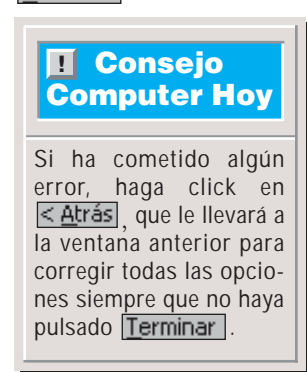 ! Consejo
Computer Hoy
Si ha cometido algún
error, haga click en
< Atrás , que le llevará a
la ventana anterior para
corregir todas las opcio-
nes siempre que no haya
pulsado Terminar .